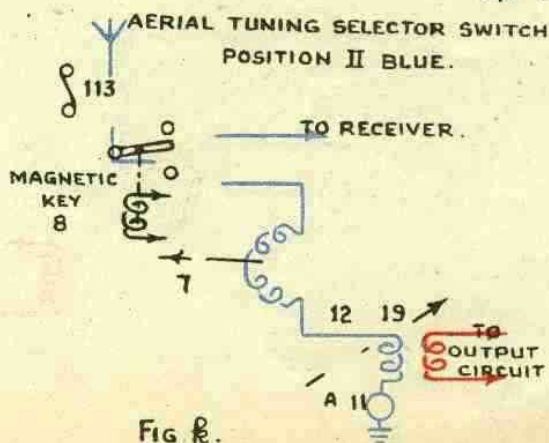 AERIAL TUNING SELECTOR SWITCH
POSITION II BLUE.
113
TO RECEIVER.
MAGNETIC
KEY
8
7
12 19
TO
OUTPUT
CIRCUIT
A 11
FIG k.